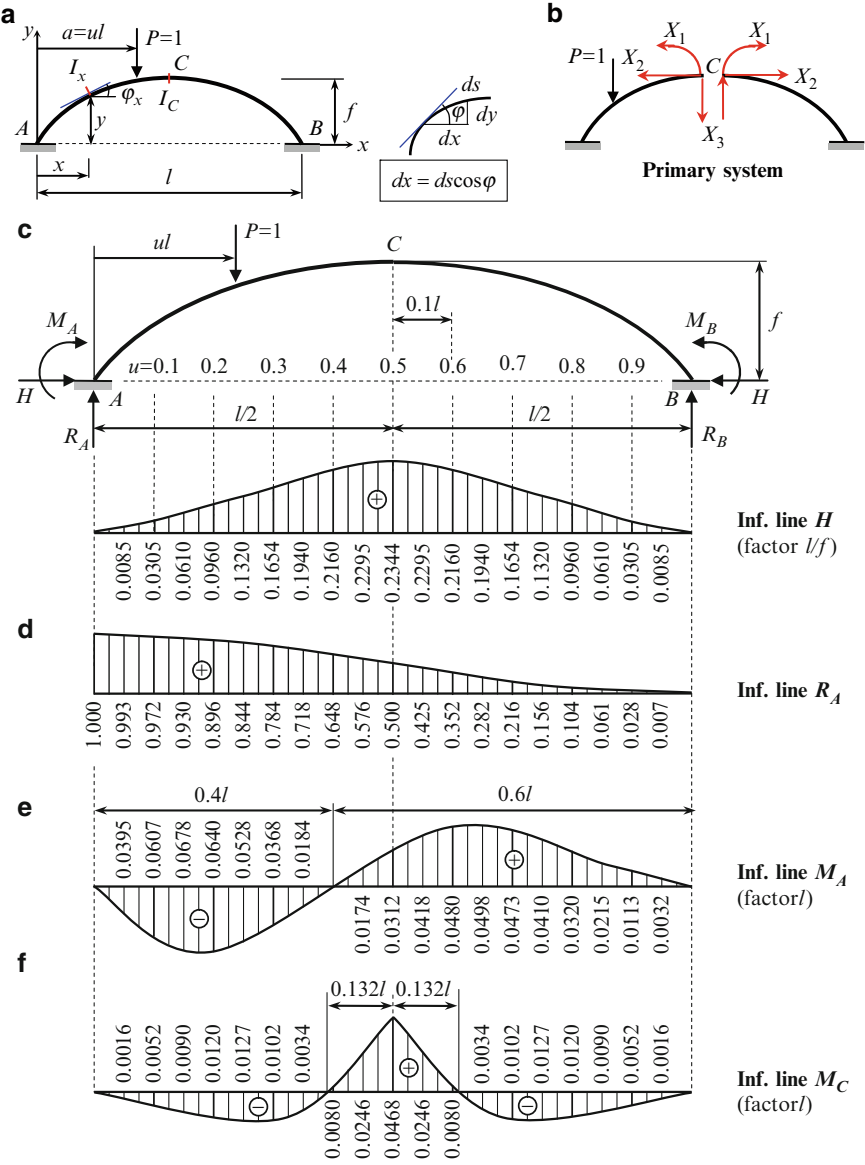 a
y
a=ul
P=1
I_x
C
φ_x
I_C
f
A
y
B
x
x
l
ds
φ
dy
dx
dx = dscosφ
b
X_1 X_1
P=1
X_2 C
X_2
X_3
Primary system
c
ul
P=1
C
0.1l
f
M_A
M_B
u=0.1 0.2 0.3 0.4 0.5 0.6 0.7 0.8 0.9
H A B H
l/2 l/2
R_A R_B
+
Inf. line H
(factor l/f)
0.0085 0.0305 0.0610 0.0960 0.1320 0.1654 0.1940 0.2160 0.2295 0.2344 0.2295 0.2160 0.1940 0.1654 0.1320 0.0960 0.0610 0.0305 0.0085
d
+
Inf. line R_A
1.000 0.993 0.972 0.930 0.896 0.844 0.784 0.718 0.648 0.576 0.500 0.425 0.352 0.282 0.216 0.156 0.104 0.061 0.028 0.007
e
0.4l 0.6l
0.0395 0.0607 0.0678 0.0640 0.0528 0.0368 0.0184
+
−
Inf. line M_A
(factorl)
0.0174 0.0312 0.0418 0.0480 0.0498 0.0473 0.0410 0.0320 0.0215 0.0113 0.0032
f
0.132l 0.132l
0.0016 0.0052 0.0090 0.0120 0.0127 0.0102 0.0034
0.0034 0.0102 0.0127 0.0120 0.0090 0.0052 0.0016
+
− −
Inf. line M_C
(factorl)
0.0080 0.0246 0.0468 0.0246 0.0080